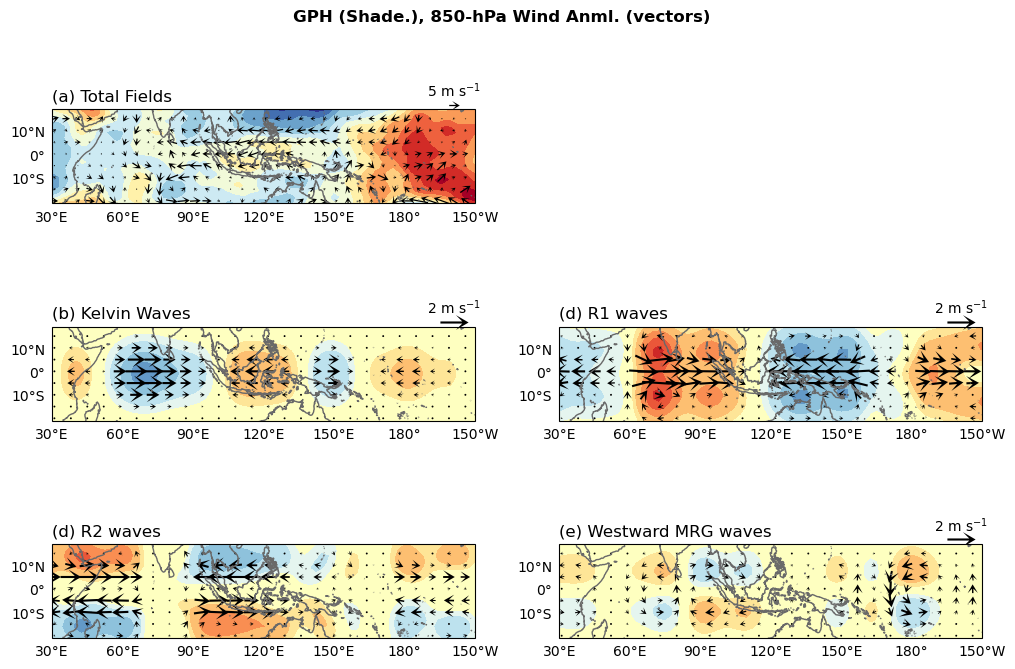 GPH (Shade.), 850-hPa Wind Anml. (vectors)
(a) Total Fields
5 m s⁻¹
10°N
0°
10°S
30°E 60°E 90°E 120°E 150°E 180° 150°W
(b) Kelvin Waves
2 m s⁻¹
10°N
0°
10°S
30°E 60°E 90°E 120°E 150°E 180° 150°W
(d) R1 waves
2 m s⁻¹
10°N
0°
10°S
30°E 60°E 90°E 120°E 150°E 180° 150°W
(d) R2 waves
10°N
0°
10°S
30°E 60°E 90°E 120°E 150°E 180° 150°W
(e) Westward MRG waves
2 m s⁻¹
10°N
0°
10°S
30°E 60°E 90°E 120°E 150°E 180° 150°W